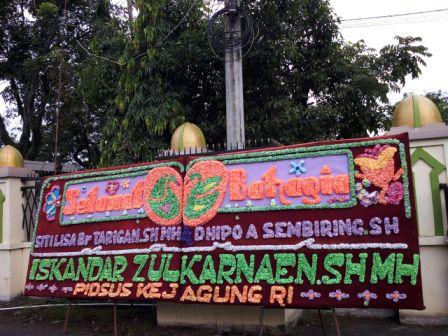 Selamat Bahagia
SITI LISA Br TARIGAN.SH MH & DHIPO A SEMBIRING.SH
ISKANDAR ZULKARNAEN.SH MH
PIDSUS KEJ AGUNG RI